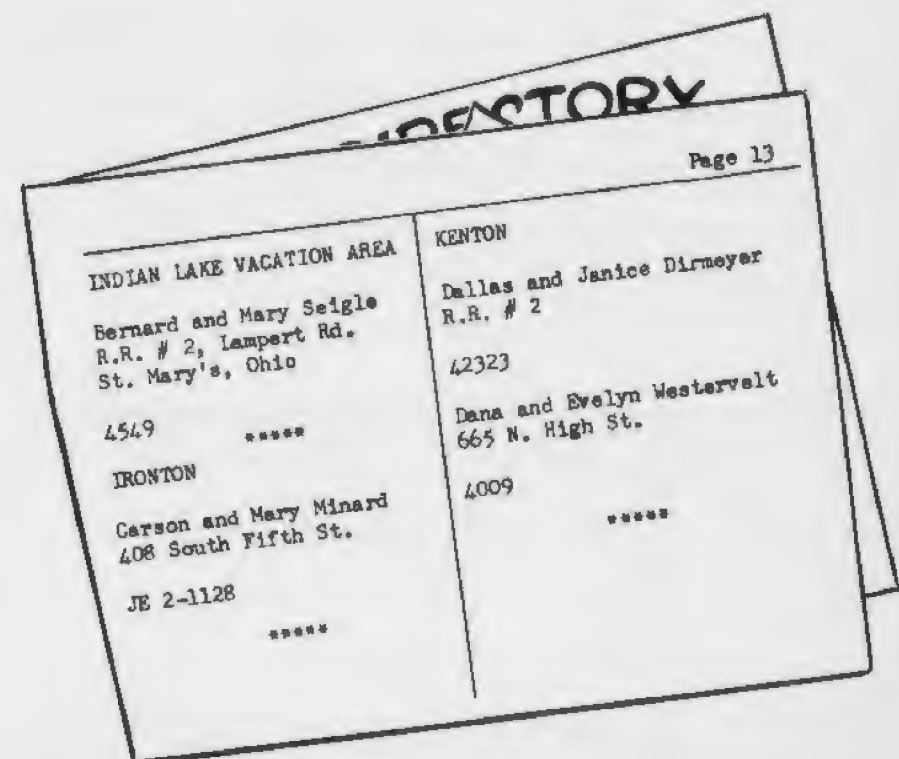 Page 13
INDIAN LAKE VACATION AREA
Bernard and Mary Seigle
R.R. # 2, Lampert Rd.
St. Mary's, Ohio
4549
*****
IRONTON
Carson and Mary Minard
408 South Fifth St.
JE 2-1128
*****
KENTON
Dallas and Janice Dirmeyer
R.R. # 2
42323
Dana and Evelyn Westervelt
665 N. High St.
4009
*****